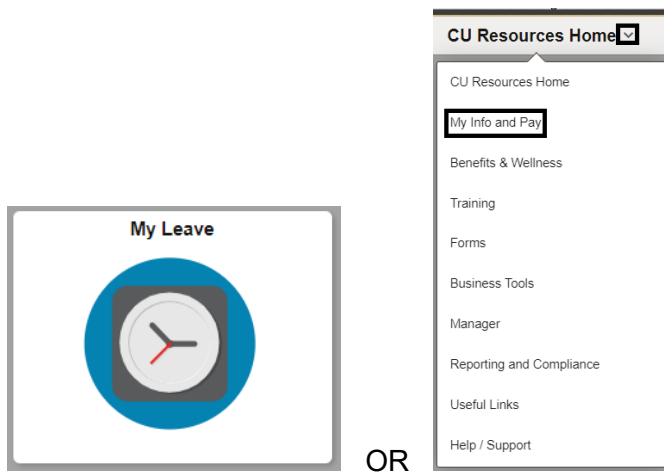 My Leave
OR
CU Resources Home
CU Resources Home
My Info and Pay
Benefits & Wellness
Training
Forms
Business Tools
Manager
Reporting and Compliance
Useful Links
Help / Support